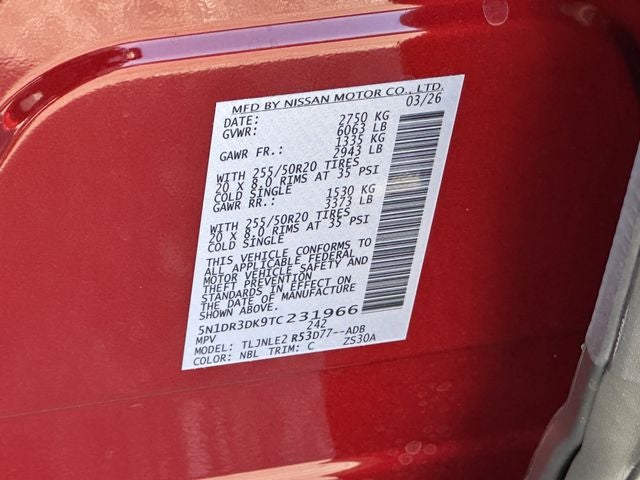 MFD BY NISSAN MOTOR CO., LTD.
DATE: 03/26
GVWR: 2750 KG
6063 LB
GAWR FR.: 1335 KG
2943 LB
WITH 255/50R20 TIRES
20 X 8.0 RIMS AT 35 PSI
COLD SINGLE
GAWR RR.: 1530 KG
3373 LB
WITH 255/50R20 TIRES
20 X 8.0 RIMS AT 35 PSI
COLD SINGLE
THIS VEHICLE CONFORMS TO
ALL APPLICABLE FEDERAL
MOTOR VEHICLE SAFETY AND
THEFT PREVENTION
STANDARDS IN EFFECT ON
THE DATE OF MANUFACTURE
5N1DR3DK9TC231966
MPV 242
MODEL: TLJNLE2 R53D77--ADB
COLOR: NBL TRIM: C ZS30A